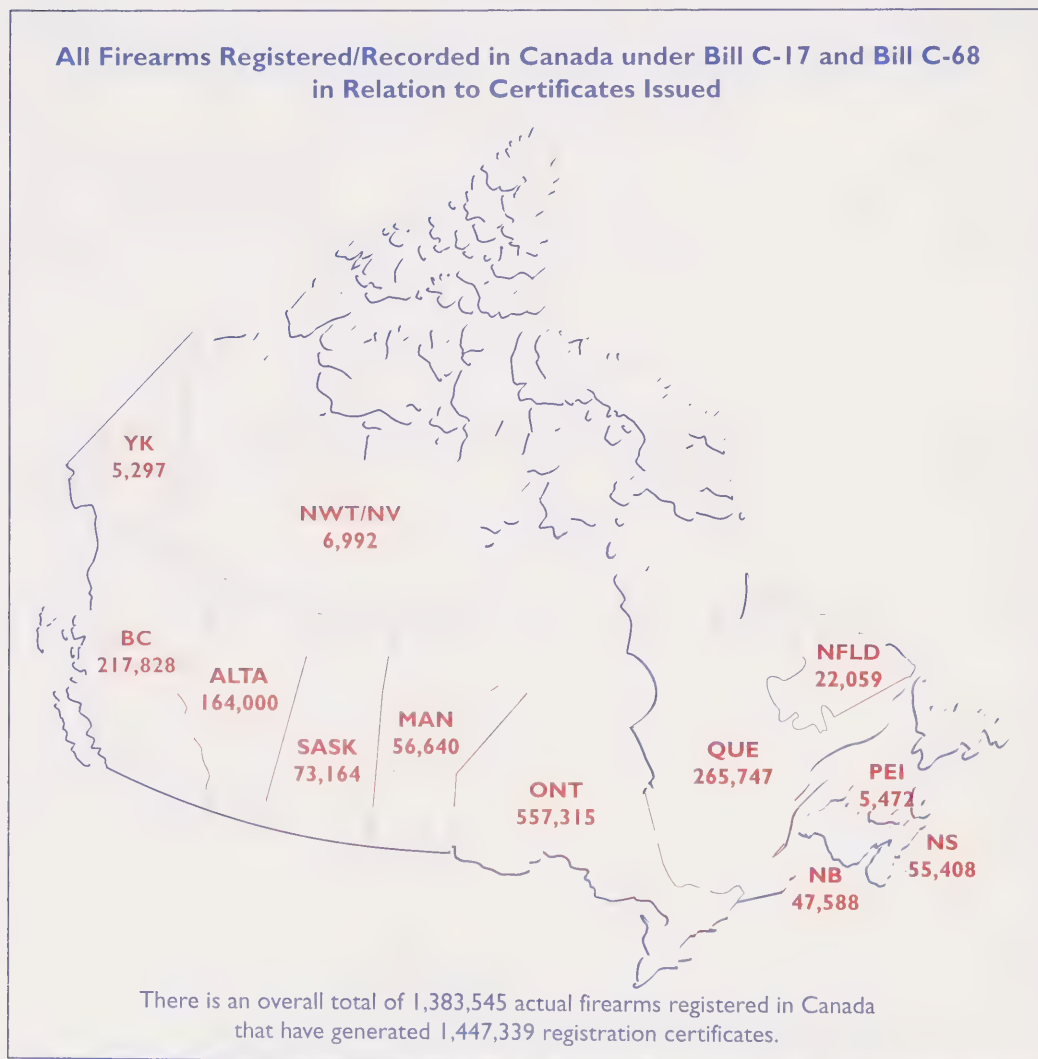 All Firearms Registered/Recorded in Canada under Bill C-17 and Bill C-68
in Relation to Certificates Issued
YK
5,297
NWT/NV
6,992
BC
217,828
ALTA
164,000
SASK
73,164
MAN
56,640
ONT
557,315
QUE
265,747
NFLD
22,059
PEI
5,472
NS
55,408
NB
47,588
There is an overall total of 1,383,545 actual firearms registered in Canada
that have generated 1,447,339 registration certificates.